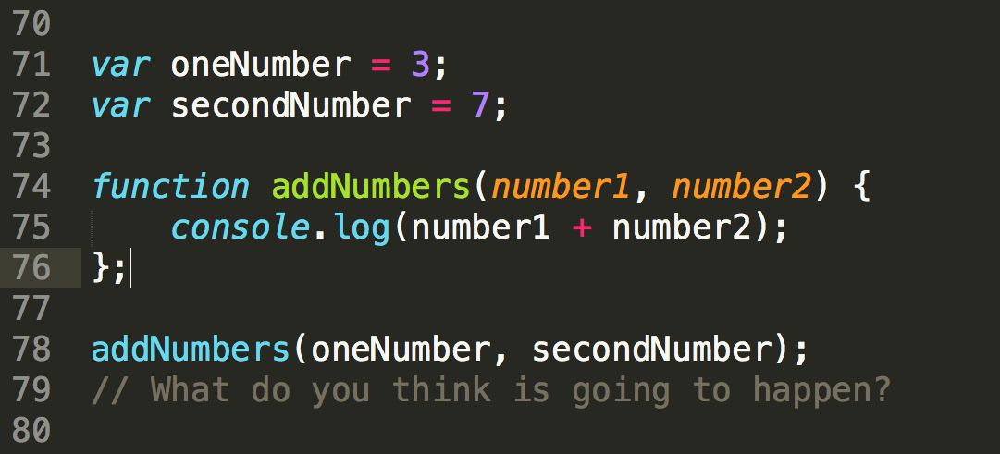 70
71 var oneNumber = 3;
72 var secondNumber = 7;
73
74 function addNumbers(number1, number2) {
75     console.log(number1 + number2);
76 };
77
78 addNumbers(oneNumber, secondNumber);
79 // What do you think is going to happen?
80